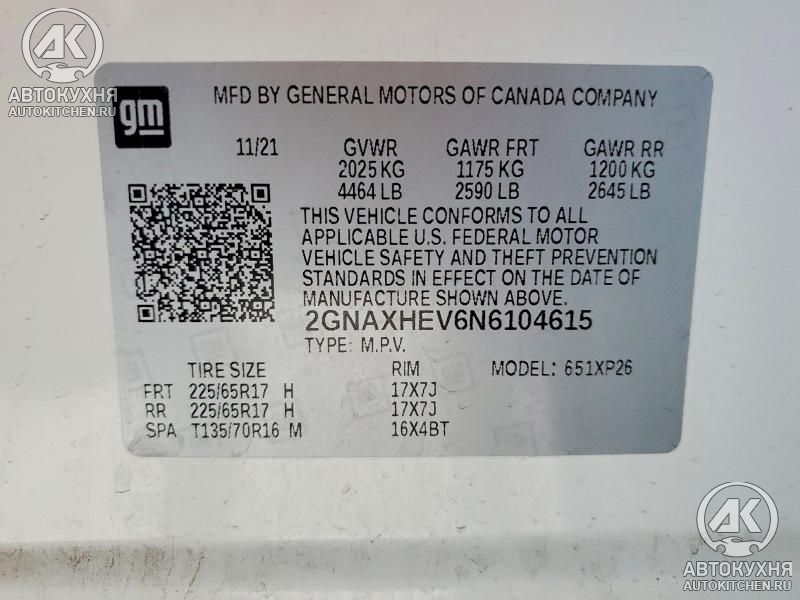 АВТОКУХНЯ
AUTOKITCHEN.RU
gm
MFD BY GENERAL MOTORS OF CANADA COMPANY
11/21 GVWR GAWR FRT GAWR RR
2025 KG 1175 KG 1200 KG
4464 LB 2590 LB 2645 LB
THIS VEHICLE CONFORMS TO ALL
APPLICABLE U.S. FEDERAL MOTOR
VEHICLE SAFETY AND THEFT PREVENTION
STANDARDS IN EFFECT ON THE DATE OF
MANUFACTURE SHOWN ABOVE.
2GNAXHEV6N6104615
TYPE: M.P.V. MODEL: 651XP26
TIRE SIZE RIM
FRT 225/65R17 H 17X7J
RR 225/65R17 H 17X7J
SPA T135/70R16 M 16X4BT
АК
АВТОКУХНЯ
AUTOKITCHEN.RU